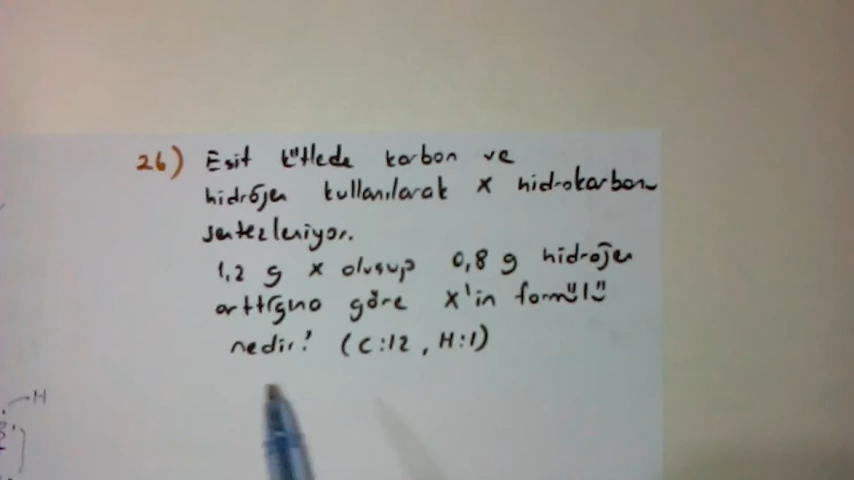 26) Eşit kütlede karbon ve
hidrojen kullanılarak X hidrokarbonu
sentezleniyor.
1,2 g X oluşup 0,8 g hidrojen
arttığına göre X'in formülü
nedir? (C:12, H:1)
H